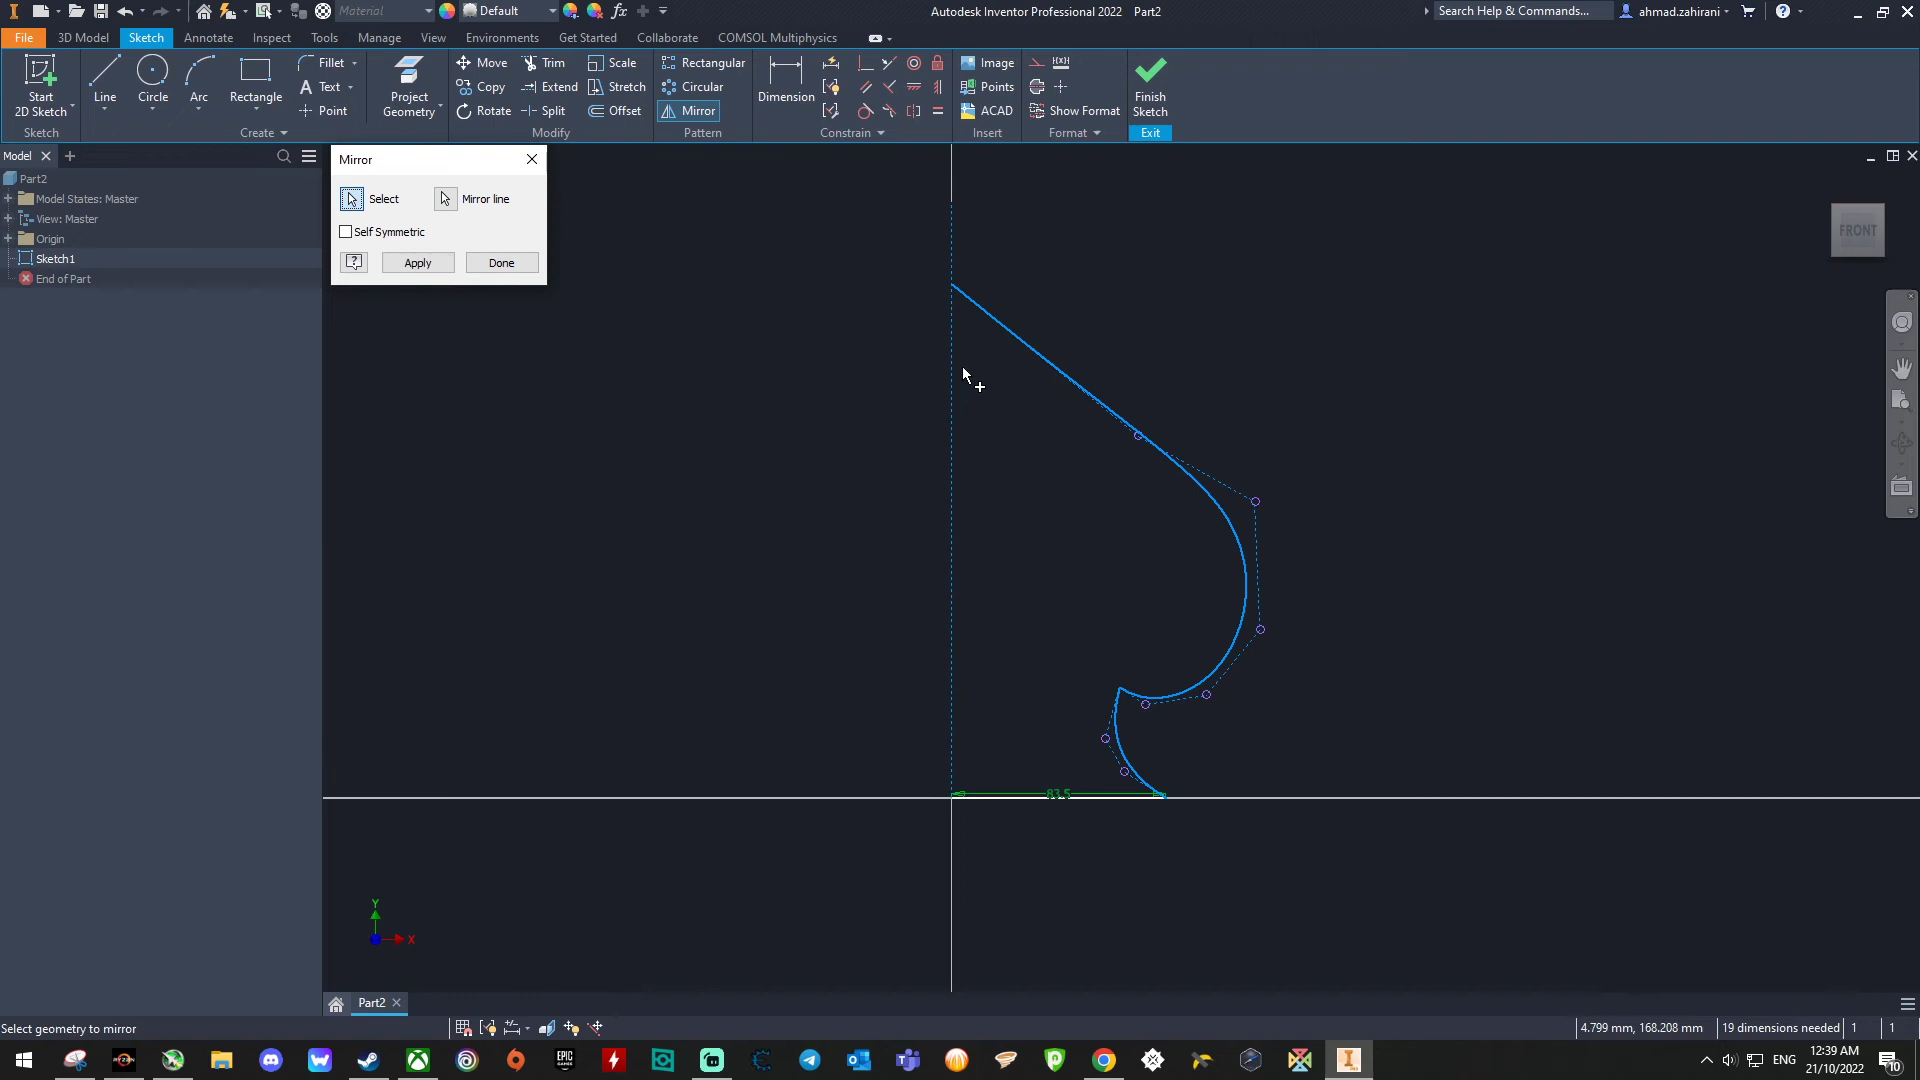 Material
Default
Autodesk Inventor Professional 2022 Part2
Search Help & Commands...
ahmad.zahirani
File
3D Model
Sketch
Annotate
Inspect
Tools
Manage
View
Environments
Get Started
Collaborate
COMSOL Multiphysics
Start
2D Sketch
Line
Circle
Arc
Rectangle
Fillet
Text
Point
Project
Geometry
Move
Copy
Rotate
Trim
Extend
Split
Scale
Stretch
Offset
Rectangular
Circular
Mirror
Dimension
Image
Points
ACAD
Show Format
Finish
Sketch
Sketch
Create
Modify
Pattern
Constrain
Insert
Format
Exit
Model
Part2
Model States: Master
View: Master
Origin
Sketch1
End of Part
Mirror
Select
Mirror line
Self Symmetric
Apply
Done
FRONT
83.5
Y
X
Part2
Select geometry to mirror
4.799 mm, 168.208 mm
19 dimensions needed
1
1
ENG
12:39 AM
21/10/2022
10